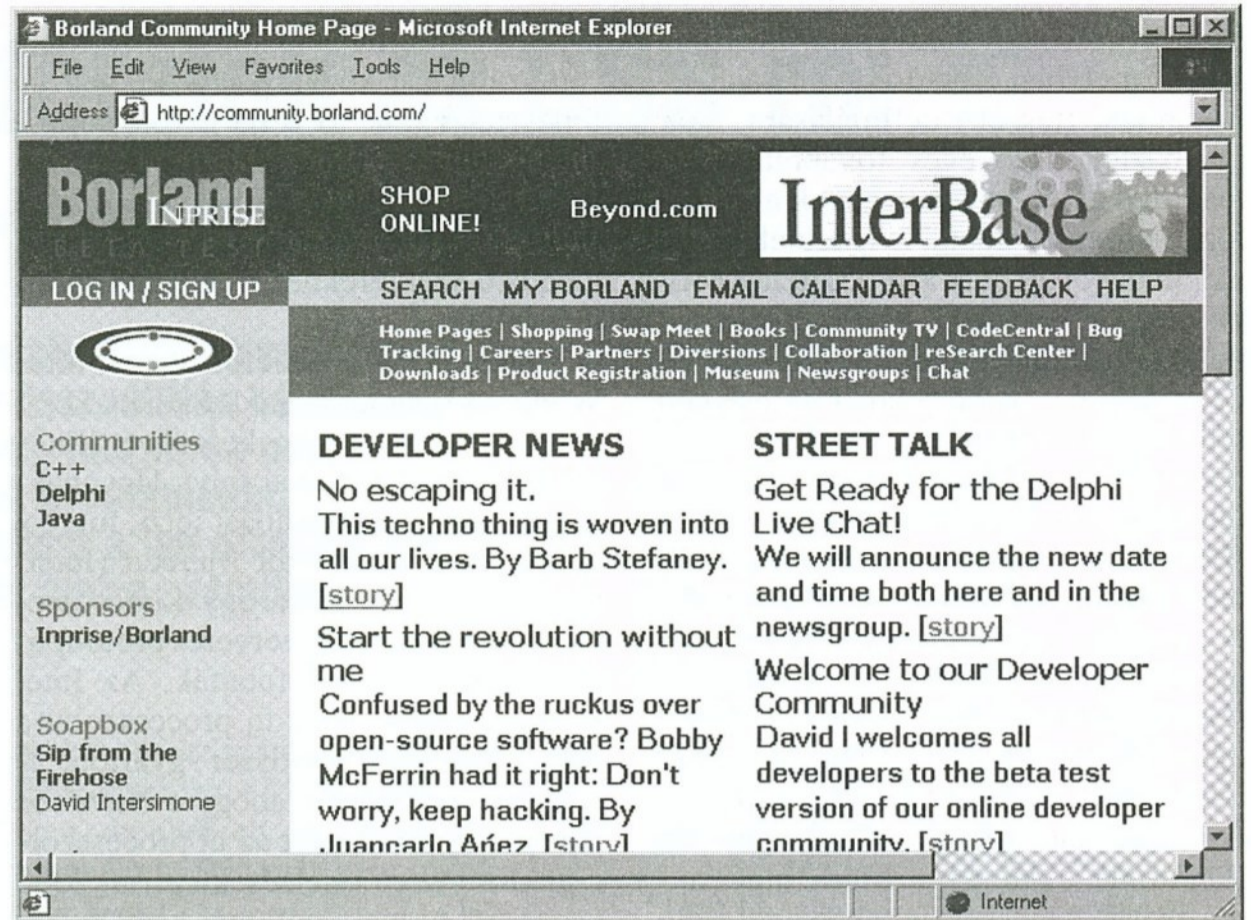 Borland Community Home Page - Microsoft Internet Explorer
File Edit View Favorites Tools Help
Address http://community.borland.com/
Borland
INPRISE
BETA TEST
SHOP
ONLINE!
Beyond.com
InterBase
LOG IN / SIGN UP
SEARCH MY BORLAND EMAIL CALENDAR FEEDBACK HELP
Home Pages | Shopping | Swap Meet | Books | Community TV | CodeCentral | Bug
Tracking | Careers | Partners | Diversions | Collaboration | reSearch Center |
Downloads | Product Registration | Museum | Newsgroups | Chat
Communities
C++
Delphi
Java
Sponsors
Inprise/Borland
Soapbox
Sip from the
Firehose
David Intersimone
DEVELOPER NEWS
No escaping it.
This techno thing is woven into
all our lives. By Barb Stefaney.
[story]
Start the revolution without
me
Confused by the ruckus over
open-source software? Bobby
McFerrin had it right: Don't
worry, keep hacking. By
Juancarlo Ańez. [story]
STREET TALK
Get Ready for the Delphi
Live Chat!
We will announce the new date
and time both here and in the
newsgroup. [story]
Welcome to our Developer
Community
David I welcomes all
developers to the beta test
version of our online developer
community. [story]
Internet